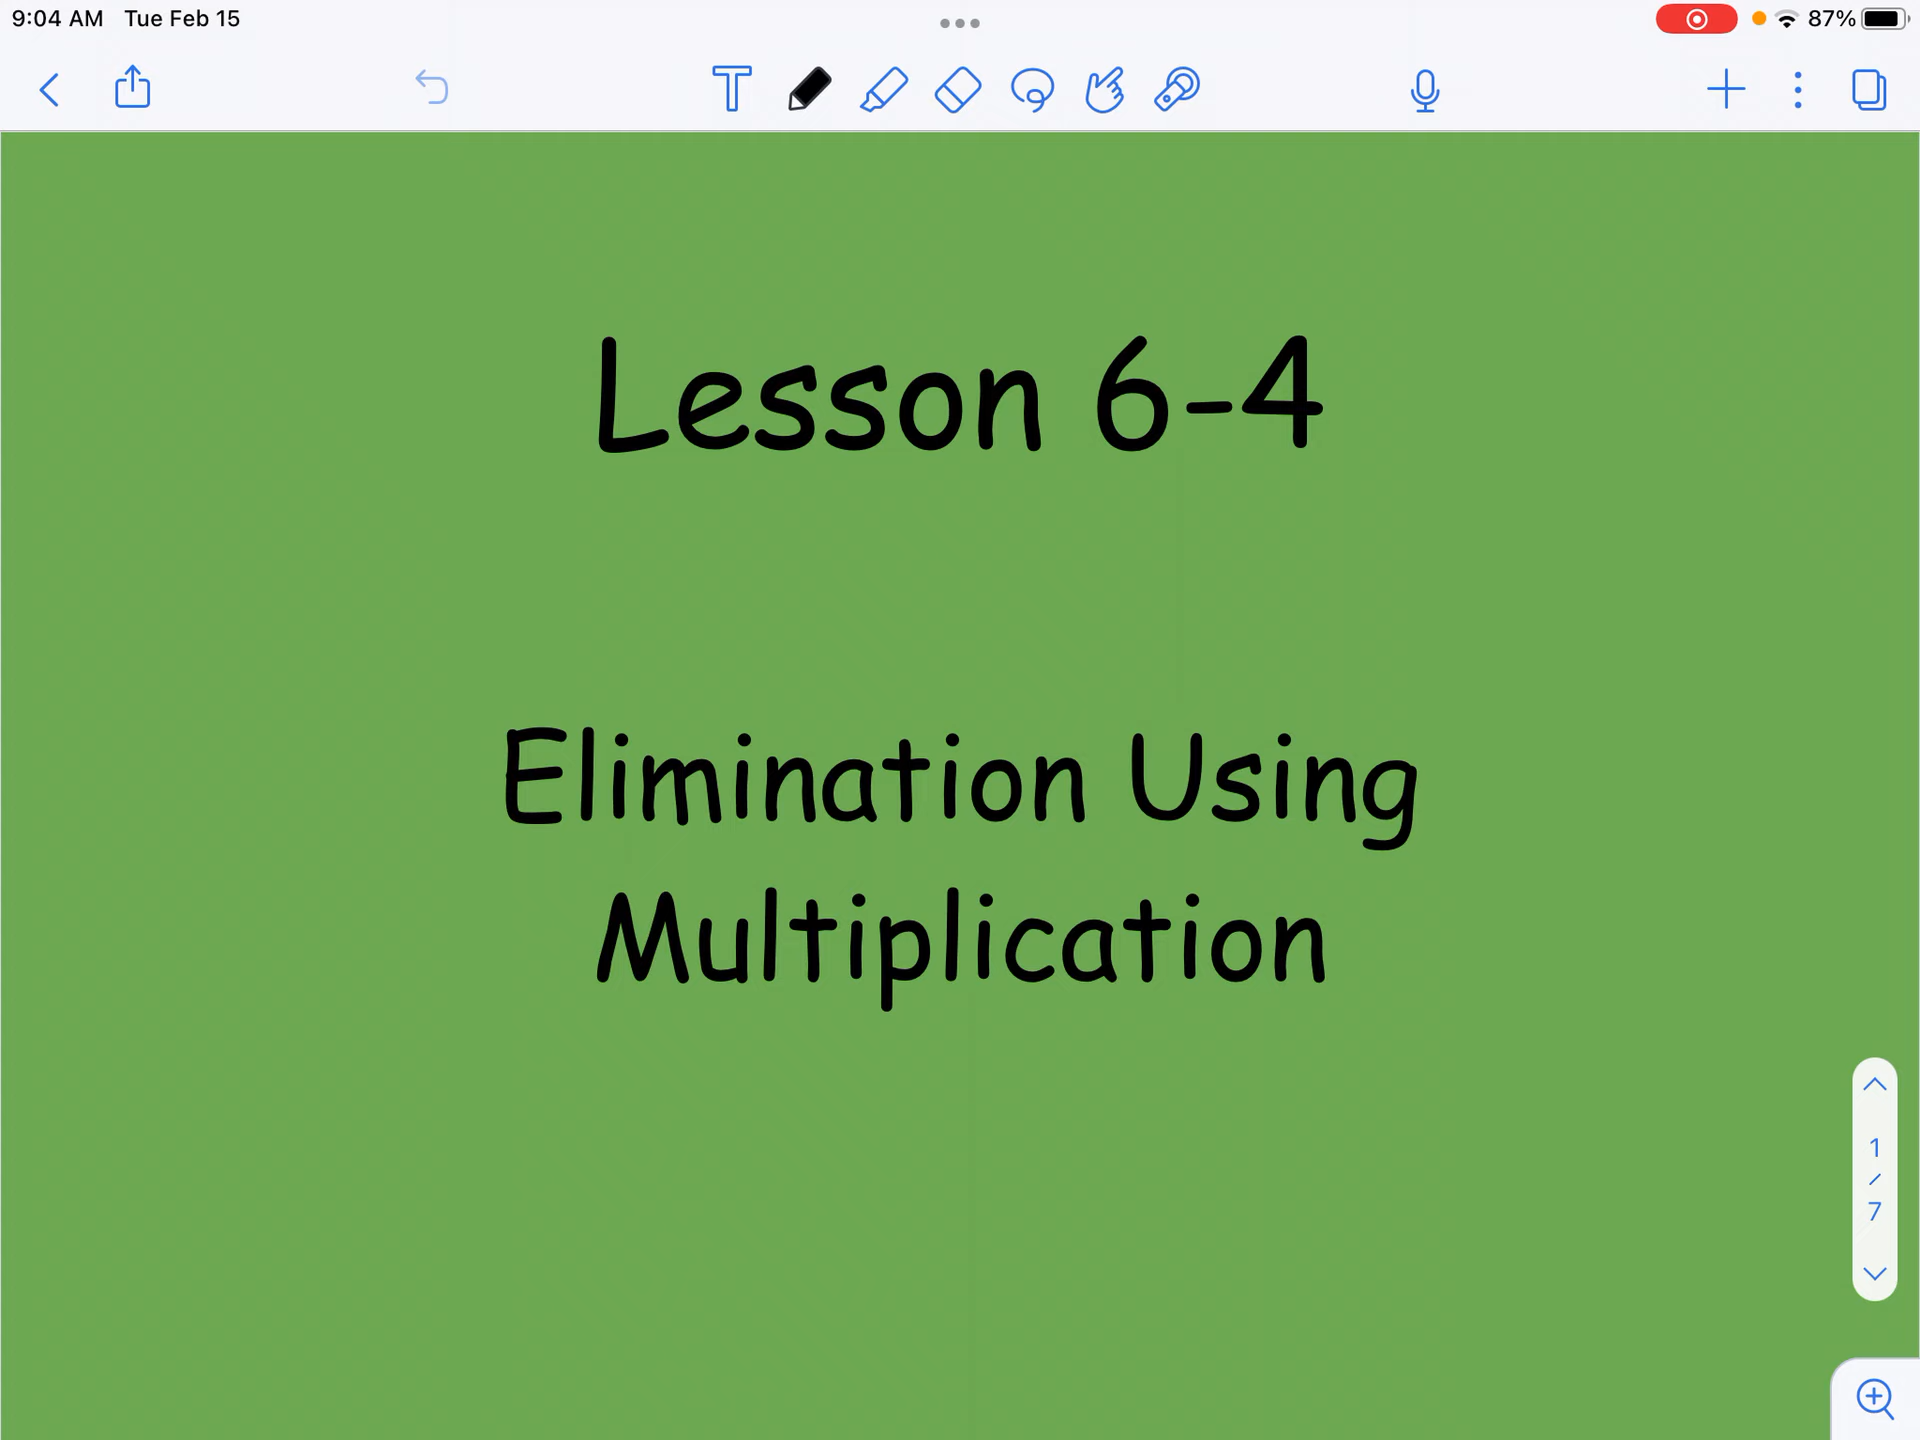 9:04 AM Tue Feb 15
87%
Lesson 6-4
Elimination Using
Multiplication
1
/
7